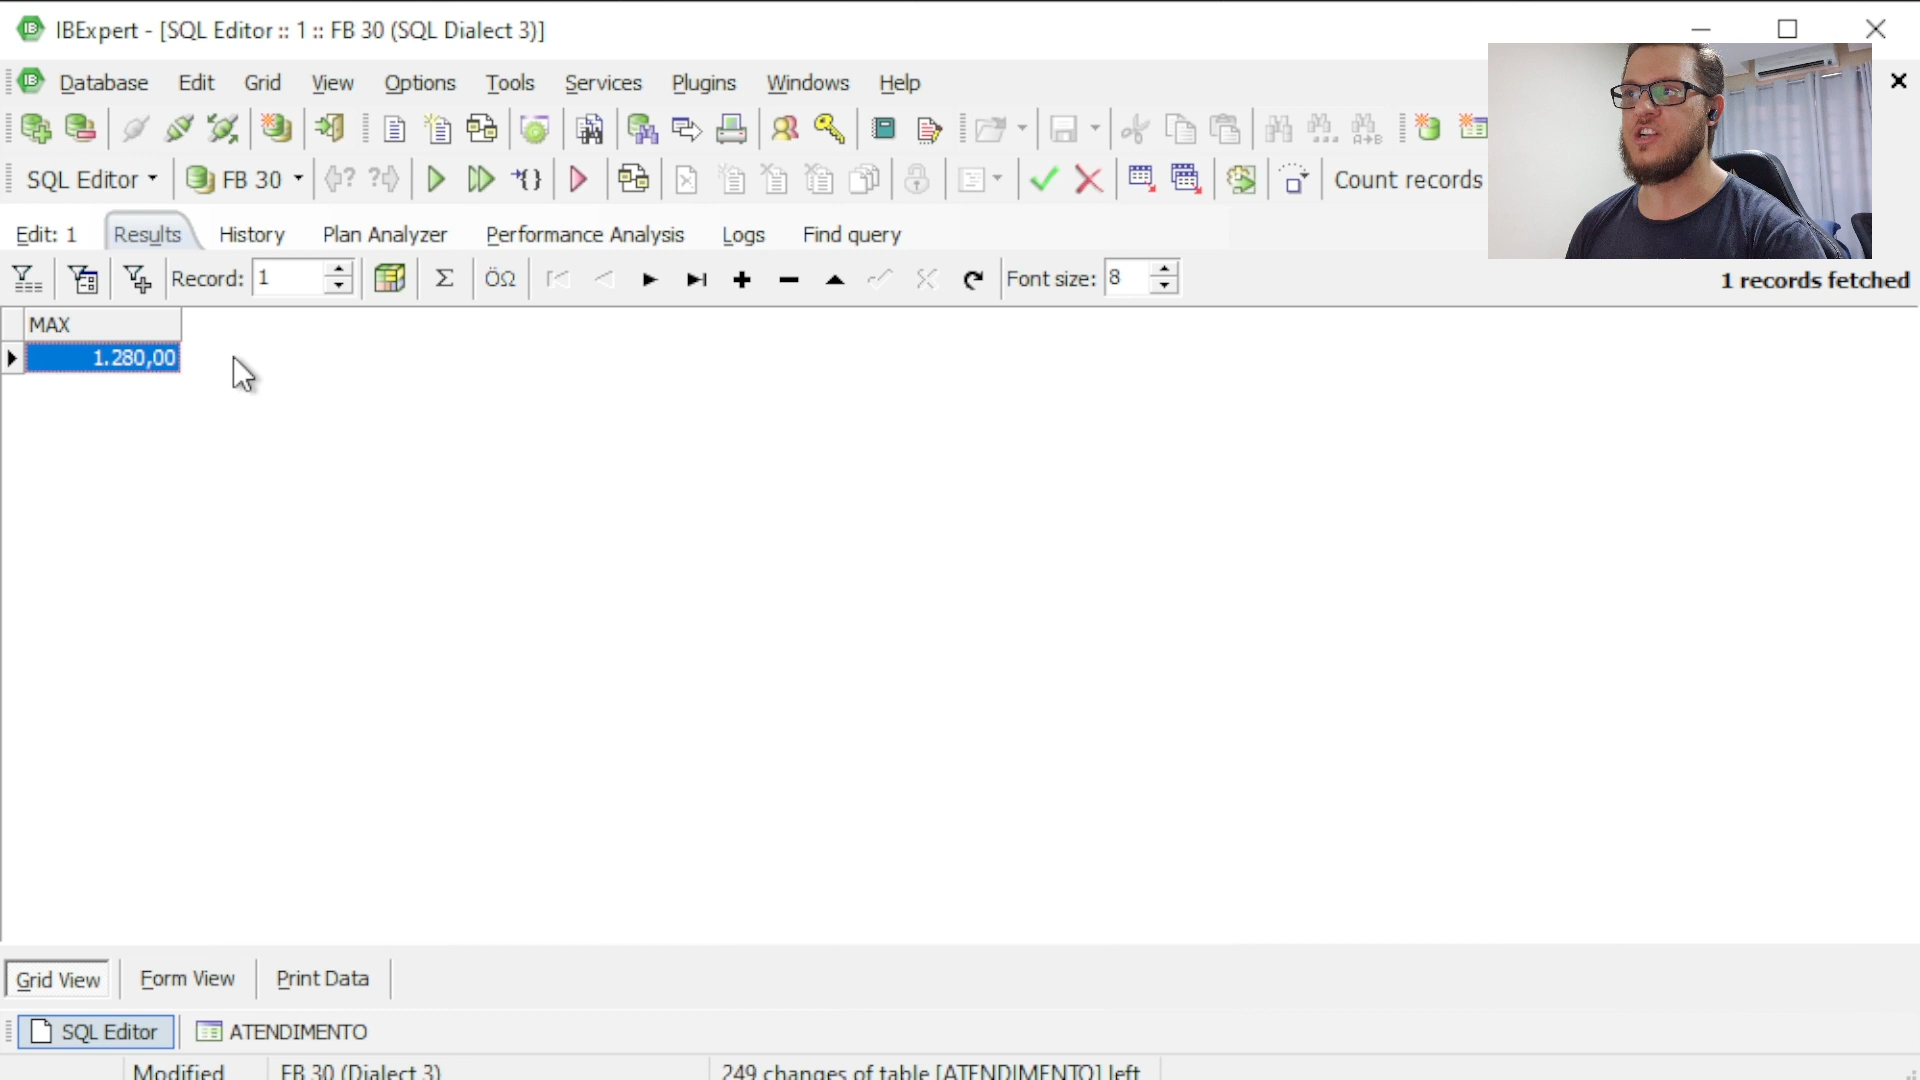 IBExpert - [SQL Editor :: 1 :: FB 30 (SQL Dialect 3)]
Database Edit Grid View Options Tools Services Plugins Windows Help
SQL Editor FB 30 Count records
Edit: 1 Results History Plan Analyzer Performance Analysis Logs Find query
Record: 1 Σ ÖΩ Font size: 8 1 records fetched
MAX
1.280,00
Grid View Form View Print Data
SQL Editor ATENDIMENTO
Modified FB 30 (Dialect 3) 249 changes of table [ATENDIMENTO] left